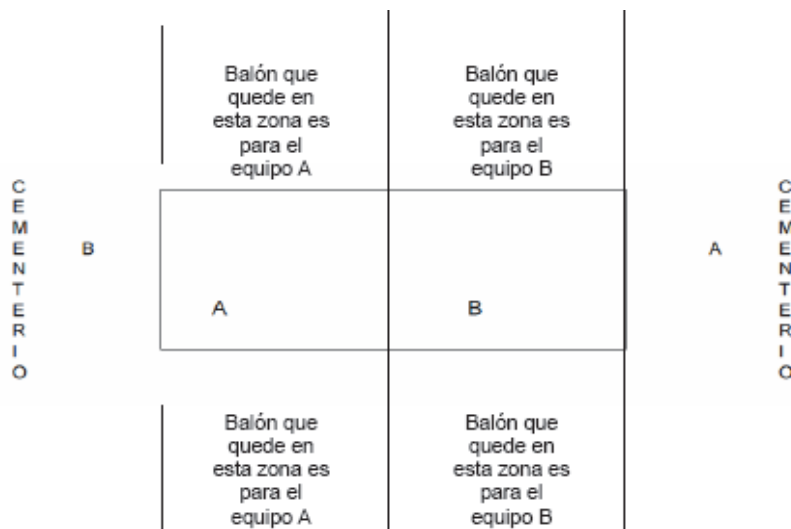 Balón que
quede en
esta zona es
para el
equipo A
Balón que
quede en
esta zona es
para el
equipo B
CEMENTERIO
B
A
B
A
CEMENTERIO
Balón que
quede en
esta zona es
para el
equipo A
Balón que
quede en
esta zona es
para el
equipo B